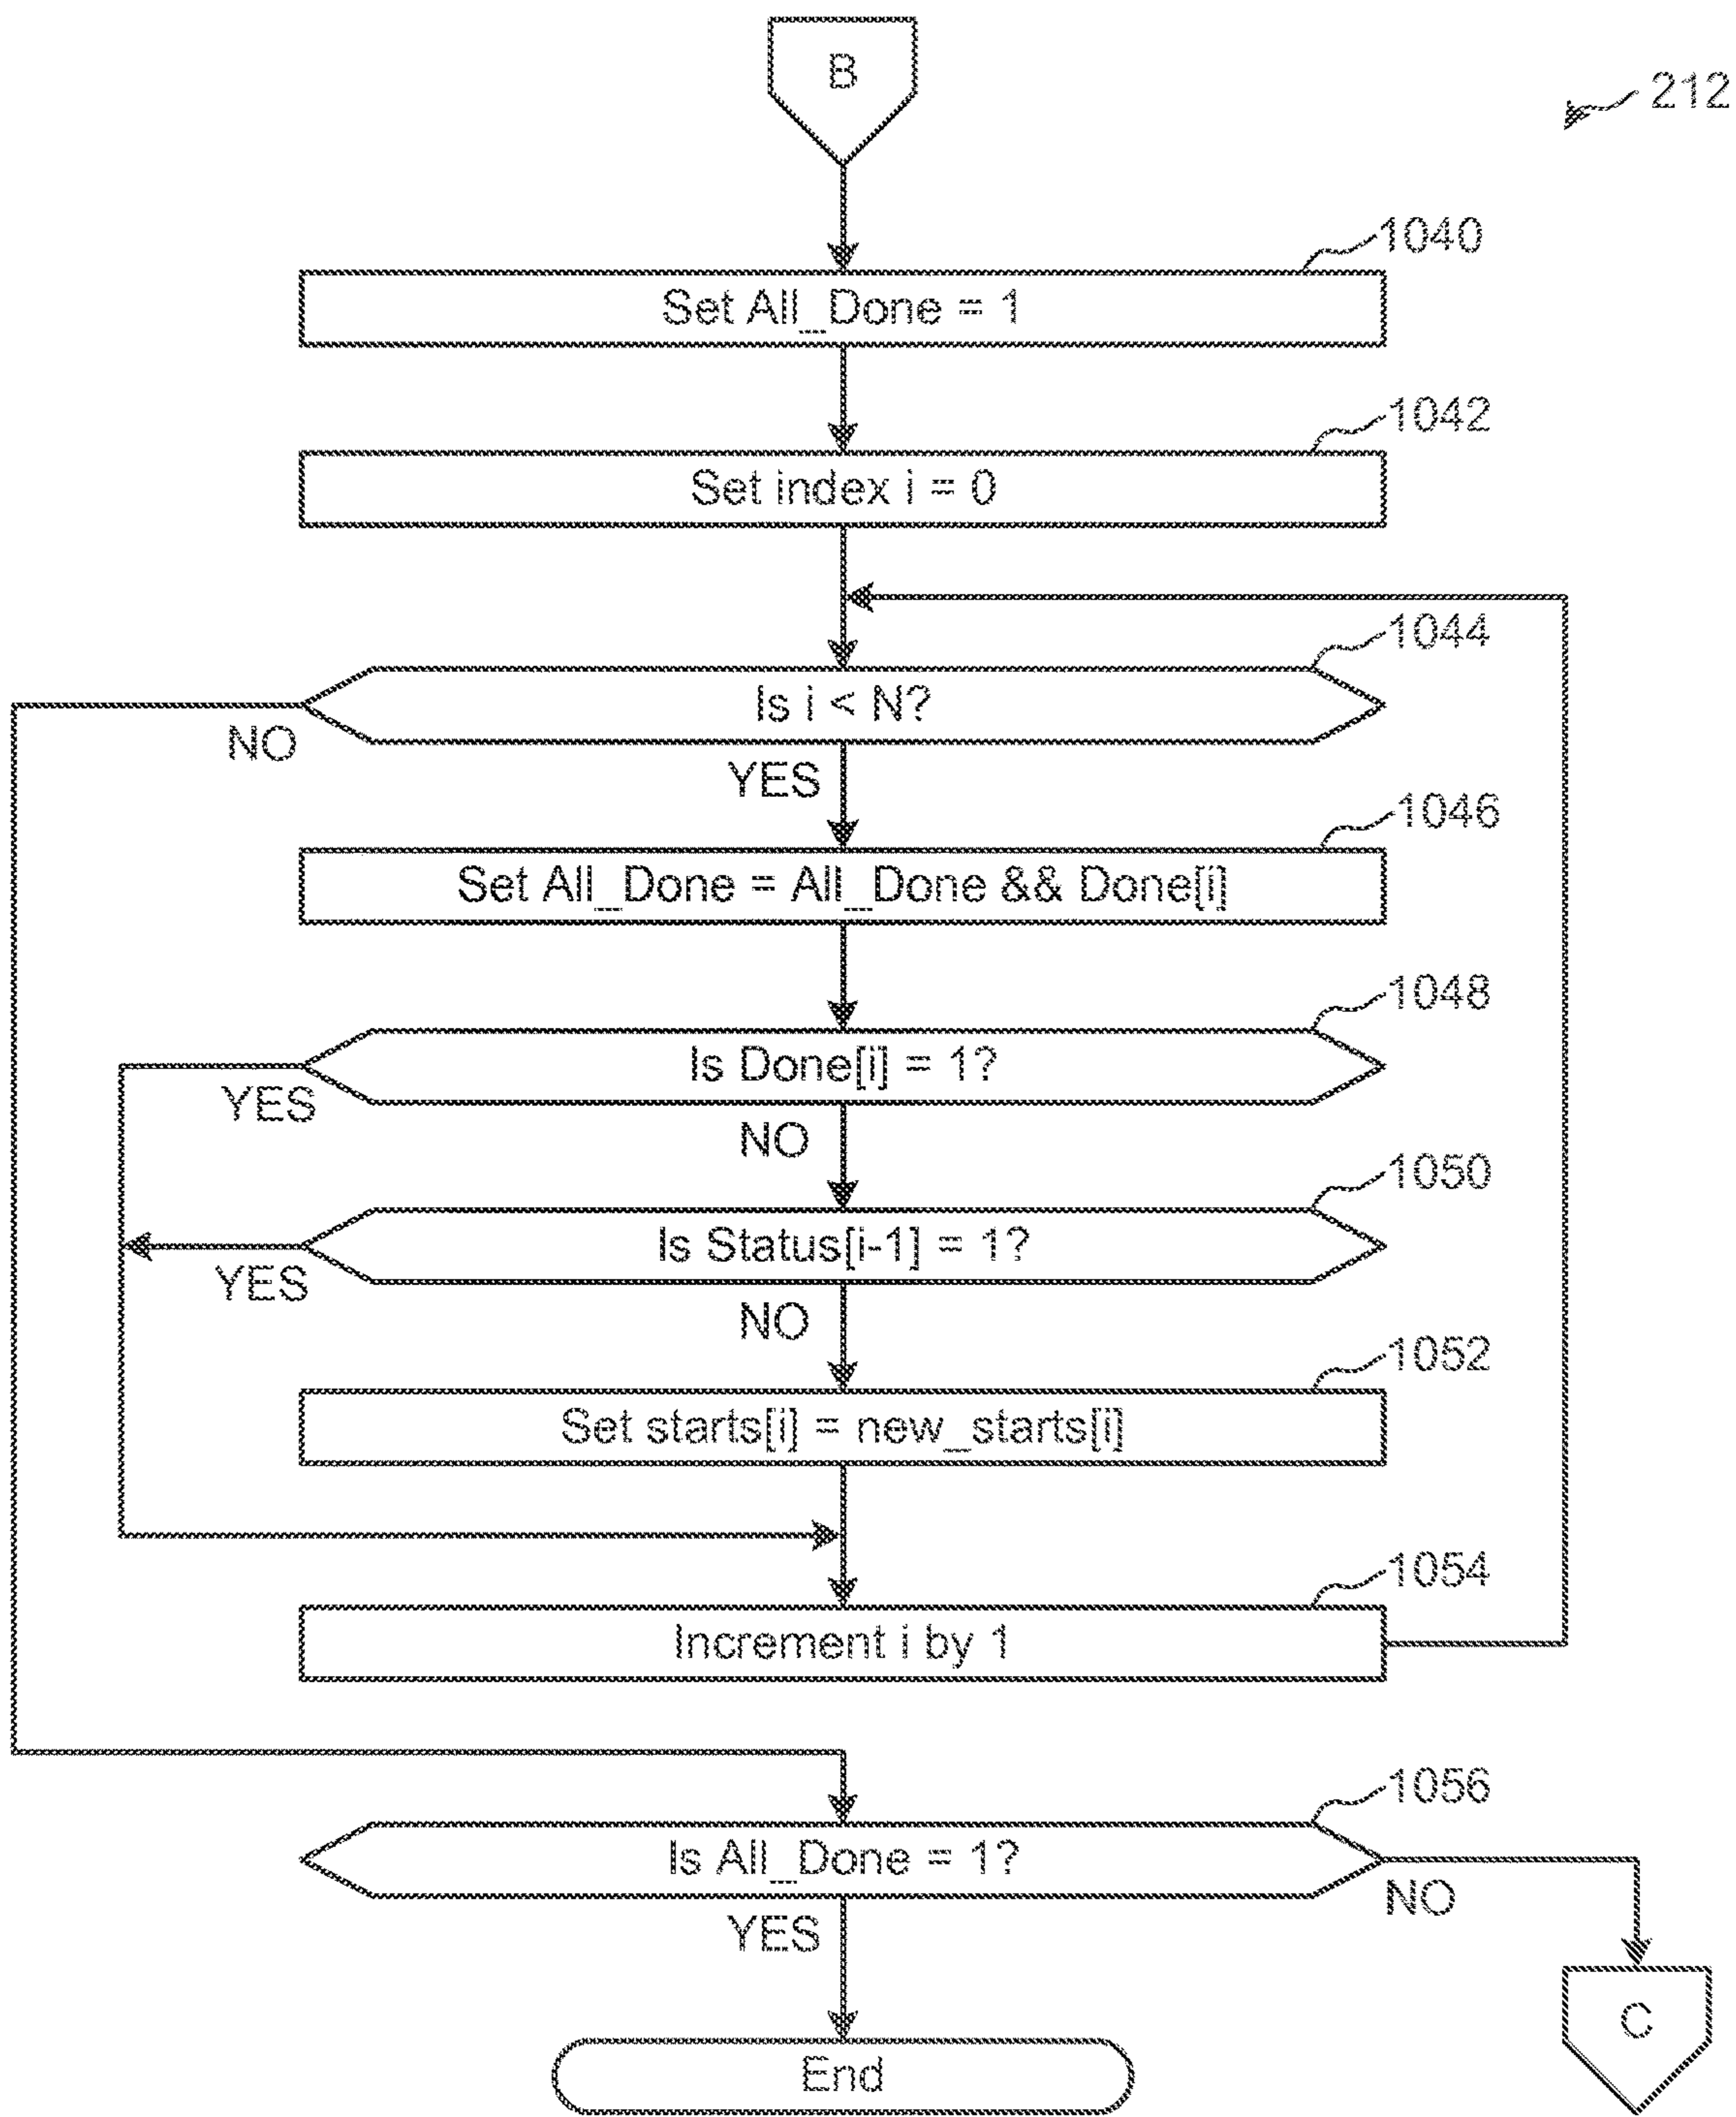 B
212
1040
Set All_Done = 1
1042
Set index i = 0
1044
Is i < N?
NO
YES
1046
Set All_Done = All_Done && Done[i]
1048
Is Done[i] = 1?
YES
NO
1050
Is Status[i-1] = 1?
YES
NO
1052
Set starts[i] = new_starts[i]
1054
Increment i by 1
1056
Is All_Done = 1?
NO
YES
C
End